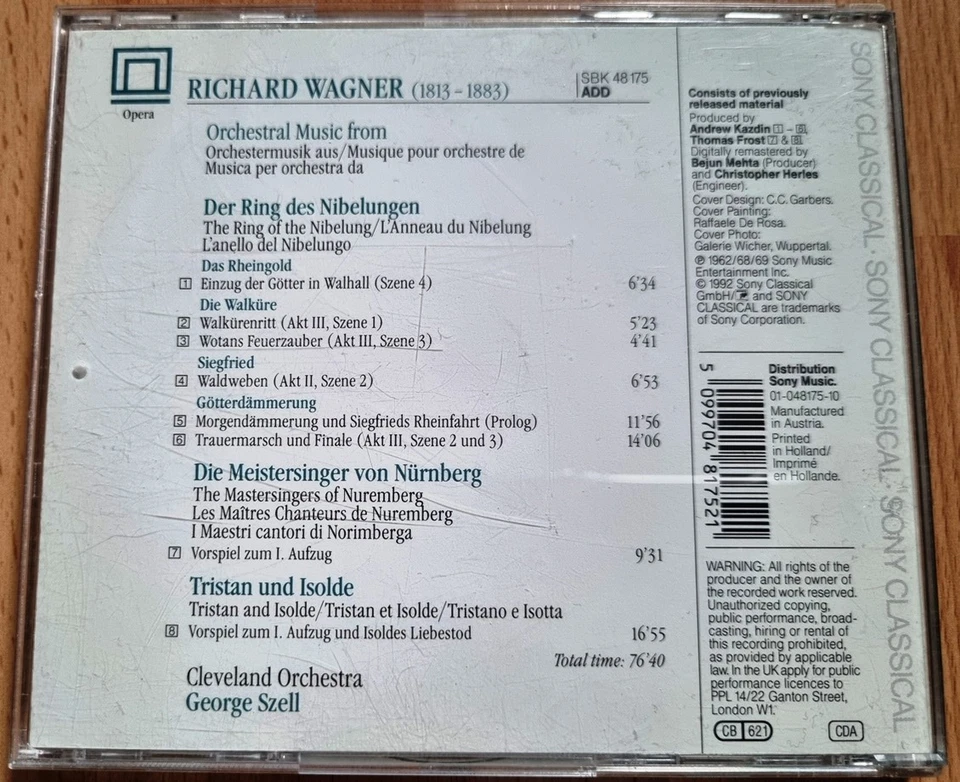 Opera
RICHARD WAGNER (1813-1883)
SBK 48175
ADD
Orchestral Music from
Orchestermusik aus/Musique pour orchestre de
Musica per orchestra da
Der Ring des Nibelungen
The Ring of the Nibelung/L'Anneau du Nibelung
L'anello del Nibelungo
Das Rheingold
1 Einzug der Götter in Walhall (Szene 4) 6'34
Die Walküre
2 Walkürenritt (Akt III, Szene 1) 5'23
3 Wotans Feuerzauber (Akt III, Szene 3) 4'41
Siegfried
4 Waldweben (Akt II, Szene 2) 6'53
Götterdämmerung
5 Morgendämmerung und Siegfrieds Rheinfahrt (Prolog) 11'56
6 Trauermarsch und Finale (Akt III, Szene 2 und 3) 14'06
Die Meistersinger von Nürnberg
The Mastersingers of Nuremberg
Les Maîtres Chanteurs de Nuremberg
I Maestri cantori di Norimberga
7 Vorspiel zum I. Aufzug 9'31
Tristan und Isolde
Tristan and Isolde/Tristan et Isolde/Tristano e Isotta
8 Vorspiel zum I. Aufzug und Isoldes Liebestod 16'55
Total time: 76'40
Cleveland Orchestra
George Szell
Consists of previously
released material
Produced by
Andrew Kazdin 1 - 6,
Thomas Frost 7 & 8.
Digitally remastered by
Bejun Mehta (Producer)
and Christopher Herles
(Engineer).
Cover Design: C.C. Garbers.
Cover Painting:
Raffaele De Rosa.
Cover Photo:
Galerie Wicher, Wuppertal.
℗ 1962/68/69 Sony Music
Entertainment Inc.
© 1992 Sony Classical
GmbH/ and SONY
CLASSICAL are trademarks
of Sony Corporation.
5 099704 817521
Distribution
Sony Music.
01-048175-10
Manufactured
in Austria.
Printed
in Holland/
Imprimé
en Hollande.
WARNING: All rights of the
producer and the owner of
the recorded work reserved.
Unauthorized copying,
public performance, broad-
casting, hiring or rental of
this recording prohibited,
as provided by applicable
law. In the UK apply for public
performance licences to
PPL 14/22 Ganton Street,
London W1.
CB 621
CDA
SONY CLASSICAL · SONY CLASSICAL · SONY CLASSICAL